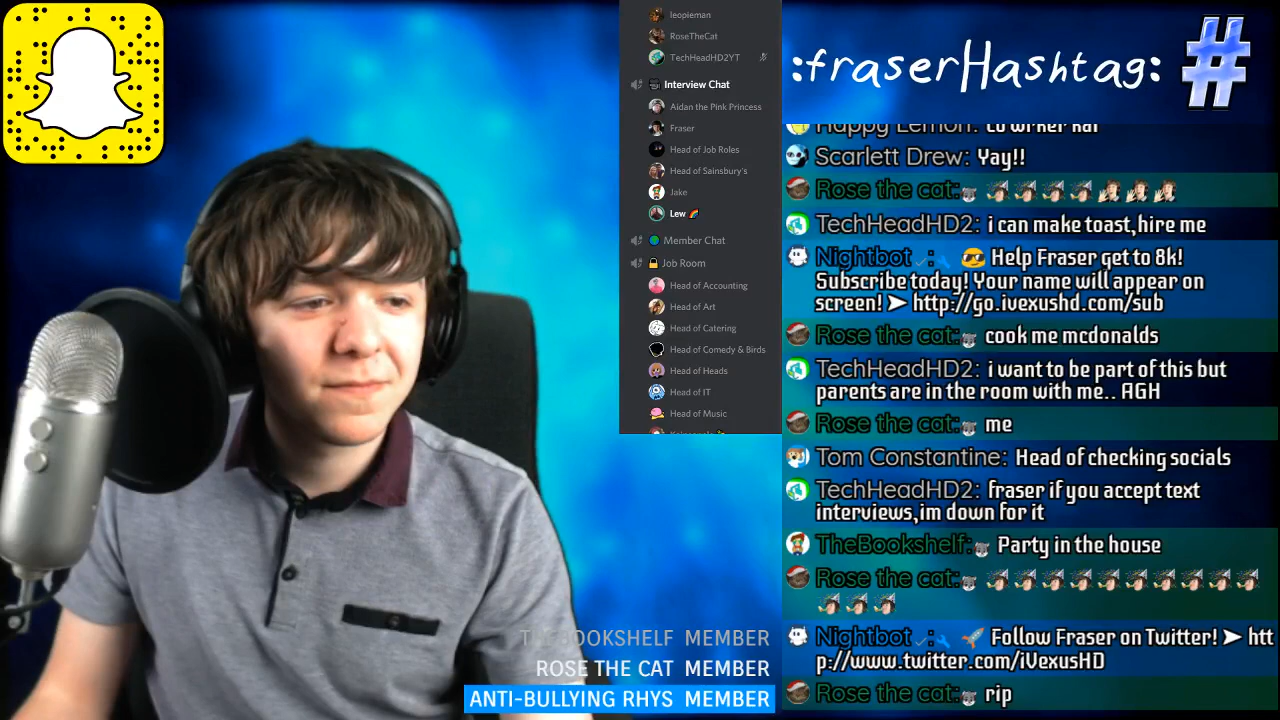 leopieman
RoseTheCat
TechHeadHD2YT
Interview Chat
Aidan the Pink Princess
Fraser
Head of Job Roles
Head of Sainsbury's
Jake
Lew
Member Chat
Job Room
Head of Accounting
Head of Art
Head of Catering
Head of Comedy & Birds
Head of Heads
Head of IT
Head of Music
:fraserHashtag: #
Happy Lemon:
Scarlett Drew: Yay!!
Rose the cat:
TechHeadHD2: i can make toast,hire me
Nightbot : Help Fraser get to 8k!
Subscribe today! Your name will appear on
screen! ➤ http://go.ivexushd.com/sub
Rose the cat: cook me mcdonalds
TechHeadHD2: i want to be part of this but
parents are in the room with me.. AGH
Rose the cat: me
Tom Constantine: Head of checking socials
TechHeadHD2: fraser if you accept text
interviews,im down for it
TheBookshelf: Party in the house
Rose the cat:
Nightbot : Follow Fraser on Twitter! ➤ htt
p://www.twitter.com/iVexusHD
Rose the cat: rip
THEBOOKSHELF MEMBER
ROSE THE CAT MEMBER
ANTI-BULLYING RHYS MEMBER